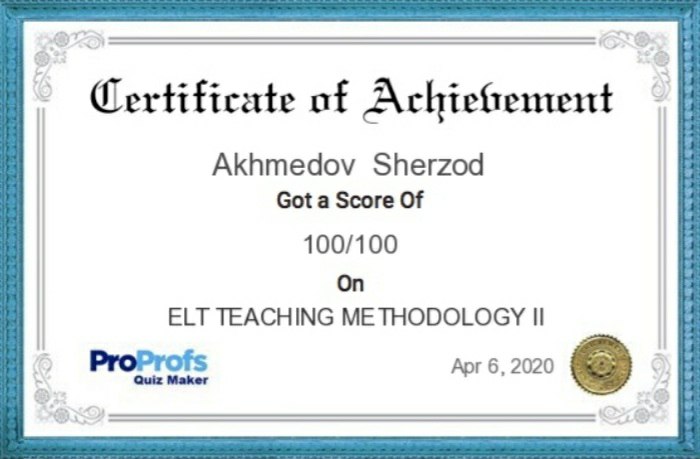 Certificate of Achievement
Akhmedov Sherzod
Got a Score Of
100/100
On
ELT TEACHING METHODOLOGY II
ProProfs
Quiz Maker
Apr 6, 2020